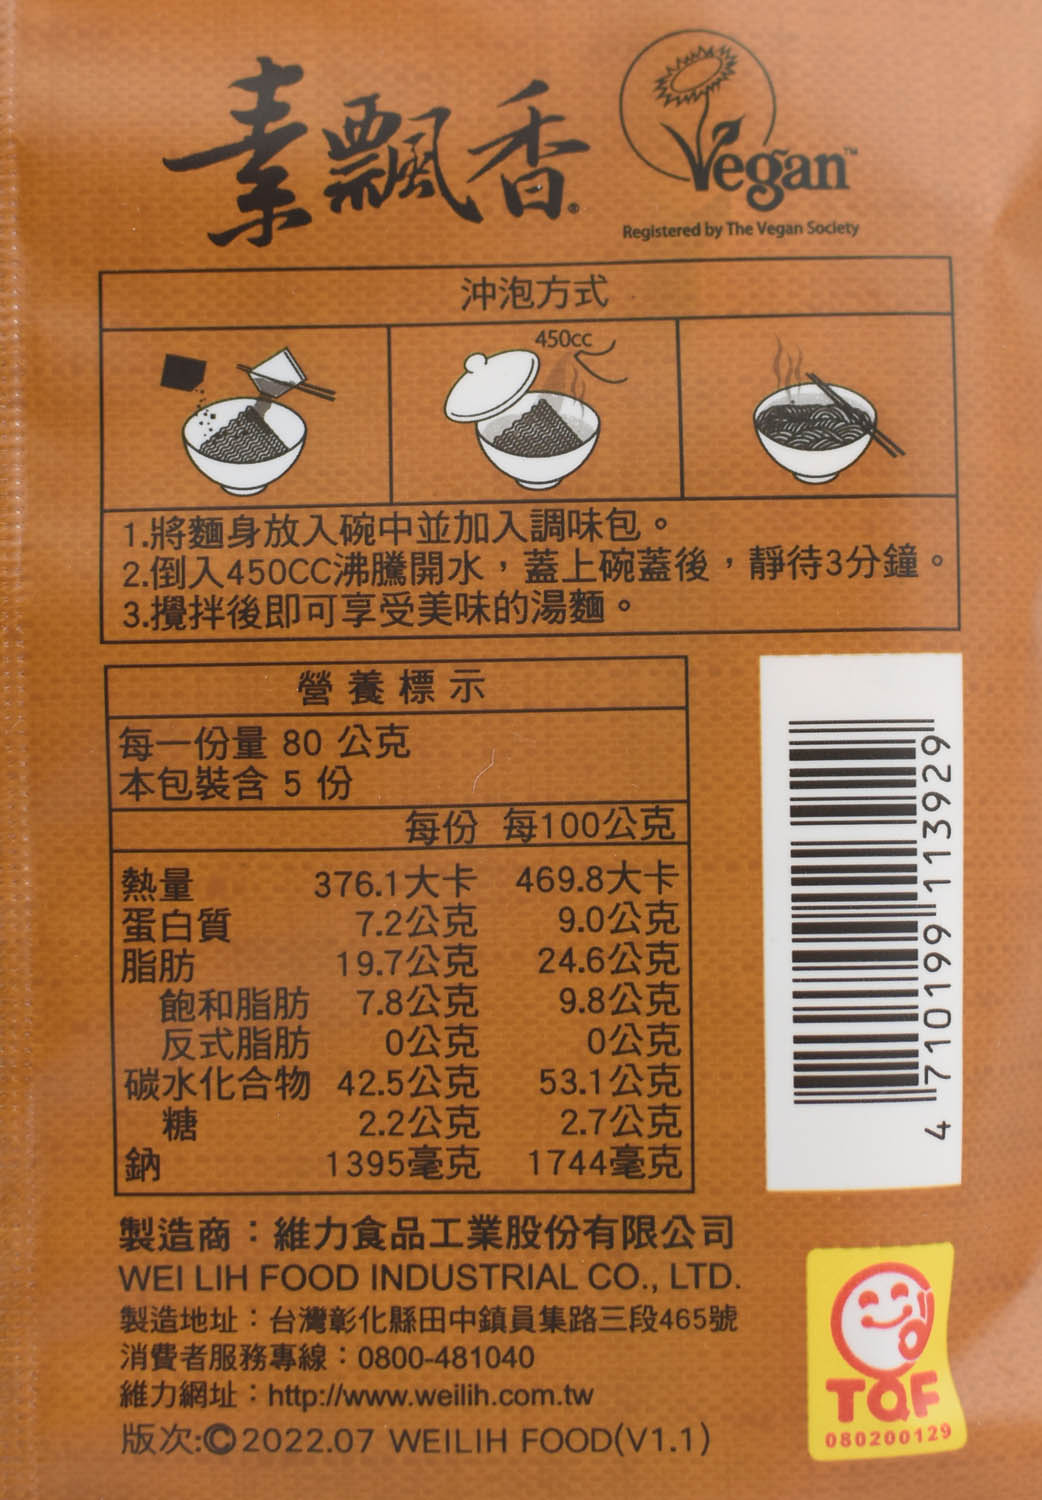 素飄香®
Vegan™
Registered by The Vegan Society
沖泡方式
450cc
1.將麵身放入碗中並加入調味包。
2.倒入450CC沸騰開水，蓋上碗蓋後，靜待3分鐘。
3.攪拌後即可享受美味的湯麵。
營養標示
每一份量 80 公克
本包裝含 5 份
每份 每100公克
熱量 376.1大卡 469.8大卡
蛋白質 7.2公克 9.0公克
脂肪 19.7公克 24.6公克
飽和脂肪 7.8公克 9.8公克
反式脂肪 0公克 0公克
碳水化合物 42.5公克 53.1公克
糖 2.2公克 2.7公克
鈉 1395毫克 1744毫克
4 710199 113929
製造商：維力食品工業股份有限公司
WEI LIH FOOD INDUSTRIAL CO., LTD.
製造地址：台灣彰化縣田中鎮員集路三段465號
消費者服務專線：0800-481040
維力網址：http://www.weilih.com.tw
版次:©2022.07 WEILIH FOOD(V1.1)
TQF
080200129